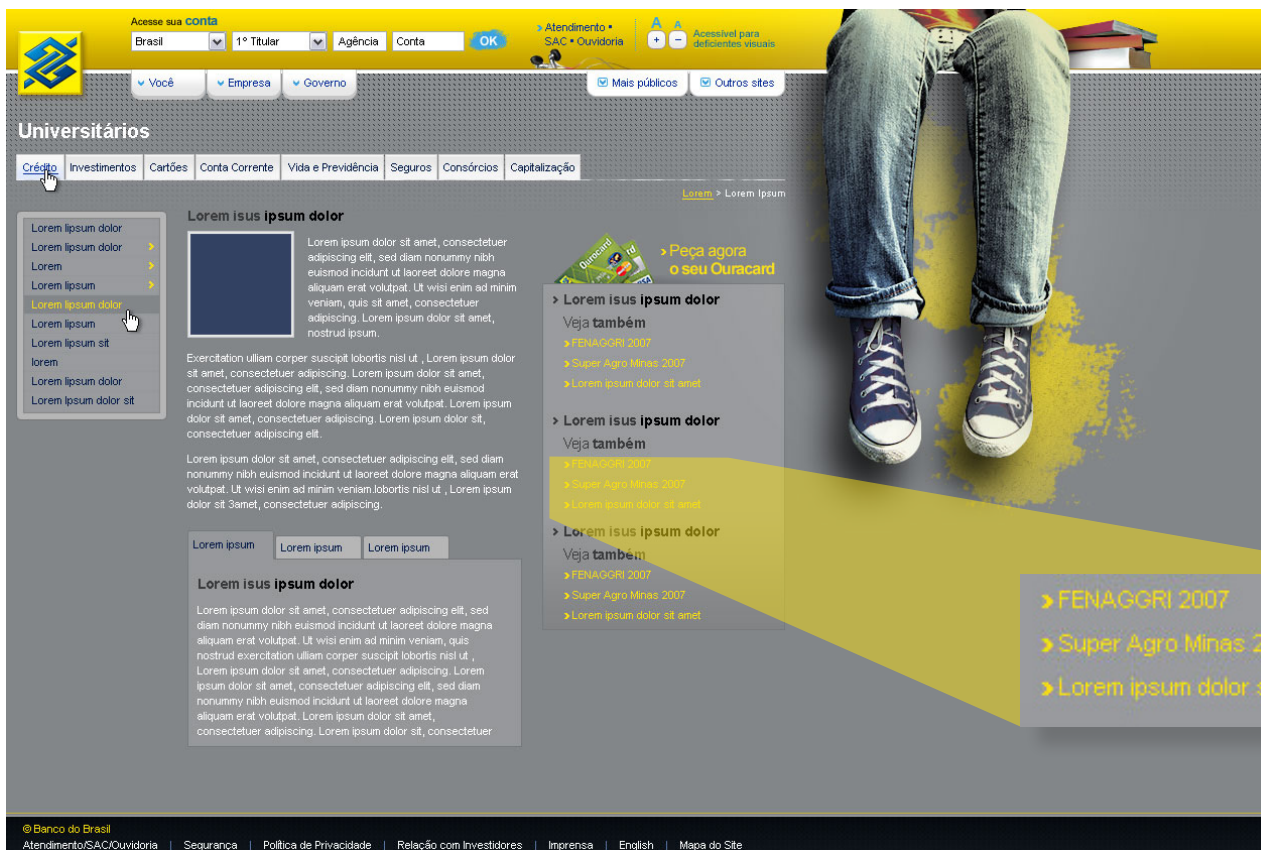 Acesse sua conta
Brasil 1º Titular Agência Conta OK
Atendimento •
SAC • Ouvidoria
A A
+ −
Acessível para
deficientes visuais
Você Empresa Governo
Mais públicos Outros sites
Universitários
Crédito Investimentos Cartões Conta Corrente Vida e Previdência Seguros Consórcios Capitalização
Lorem > Lorem Ipsum
Lorem lipsum dolor
Lorem lipsum dolor
Lorem
Lorem lipsum
Lorem lipsum dolor
Lorem lipsum
Lorem lipsum sit
lorem
Lorem lipsum dolor
Lorem Ipsum dolor sit
Lorem isus ipsum dolor
Lorem ipsum dolor sit amet, consectetuer
adipiscing elit, sed diam nonummy nibh
euismod incidunt ut laoreet dolore magna
aliquam erat volutpat. Ut wisi enim ad minim
veniam, quis sit amet, consectetuer
adipiscing. Lorem ipsum dolor sit amet,
nostrud ipsum.
Exercitation ulliam corper suscipit lobortis nisl ut , Lorem ipsum dolor
sit amet, consectetuer adipiscing. Lorem ipsum dolor sit amet,
consectetuer adipiscing elit, sed diam nonummy nibh euismod
incidunt ut laoreet dolore magna aliquam erat volutpat. Lorem ipsum
dolor sit amet, consectetuer adipiscing. Lorem ipsum dolor sit,
consectetuer adipiscing elit.
Lorem ipsum dolor sit amet, consectetuer adipiscing elit, sed diam
nonummy nibh euismod incidunt ut laoreet dolore magna aliquam erat
volutpat. Ut wisi enim ad minim veniam.lobortis nisl ut , Lorem ipsum
dolor sit 3amet, consectetuer adipiscing.
Lorem ipsum Lorem ipsum Lorem ipsum
Lorem isus ipsum dolor
Lorem ipsum dolor sit amet, consectetuer adipiscing elit, sed
diam nonummy nibh euismod incidunt ut laoreet dolore magna
aliquam erat volutpat. Ut wisi enim ad minim veniam, quis
nostrud exercitation ulliam corper suscipit lobortis nisl ut ,
Lorem ipsum dolor sit amet, consectetuer adipiscing. Lorem
ipsum dolor sit amet, consectetuer adipiscing elit, sed diam
nonummy nibh euismod incidunt ut laoreet dolore magna
aliquam erat volutpat. Lorem ipsum dolor sit amet,
consectetuer adipiscing. Lorem ipsum dolor sit, consectetuer
Ourocard
Peça agora
o seu Ouracard
Lorem isus ipsum dolor
Veja também
FENAGGRI 2007
Super Agro Minas 2007
Lorem ipsum dolor sit amet
Lorem isus ipsum dolor
Veja também
FENAGGRI 2007
Super Agro Minas 2007
Lorem ipsum dolor sit amet
Lorem isus ipsum dolor
Veja também
FENAGGRI 2007
Super Agro Minas 2007
Lorem ipsum dolor sit amet
FENAGGRI 2007
Super Agro Minas 2
Lorem ipsum dolor s
© Banco do Brasil
Atendimento/SAC/Ouvidoria | Segurança | Política de Privacidade | Relação com Investidores | Imprensa | English | Mapa do Site